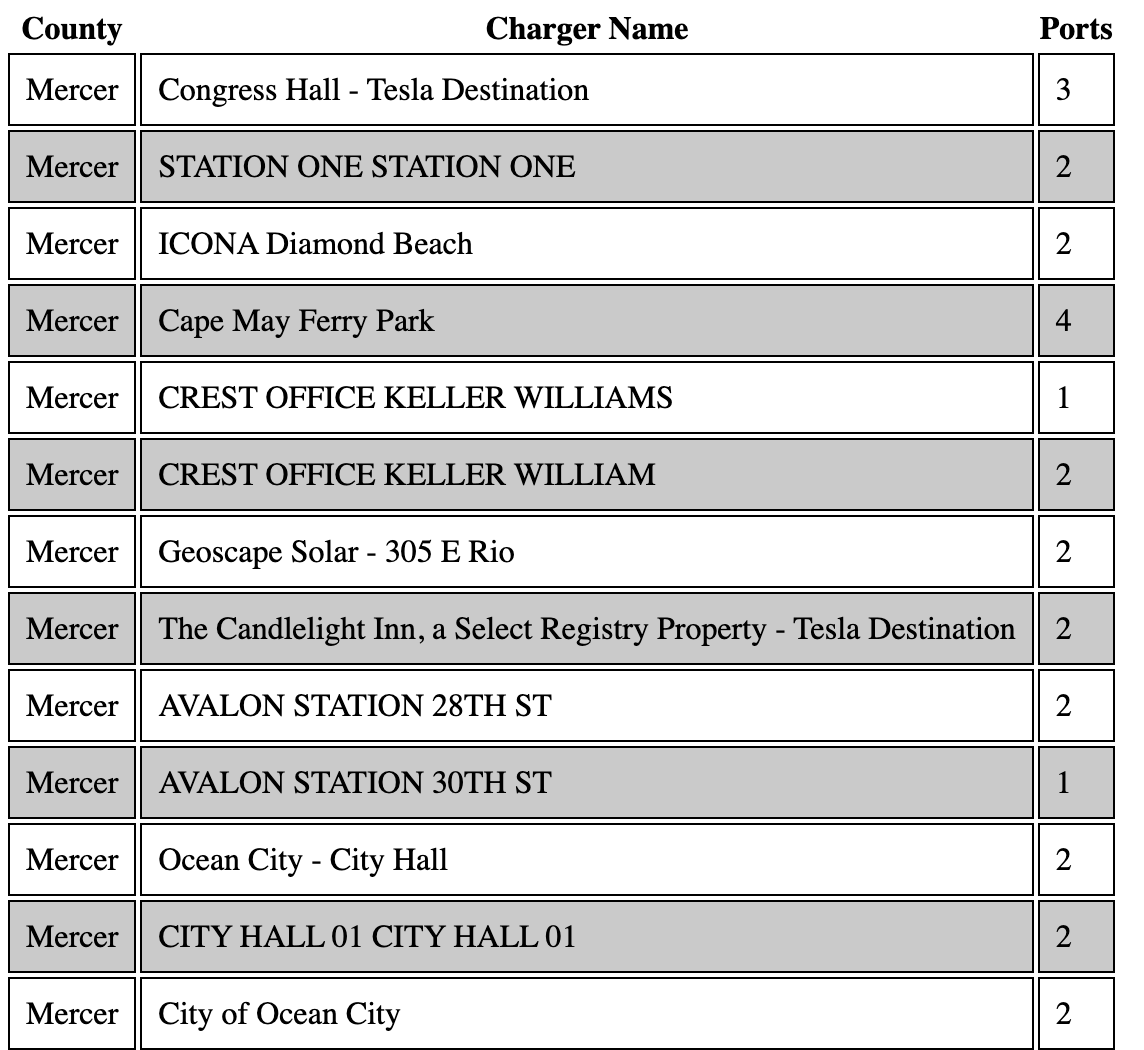 County Charger Name Ports
Mercer Congress Hall - Tesla Destination 3
Mercer STATION ONE STATION ONE 2
Mercer ICONA Diamond Beach 2
Mercer Cape May Ferry Park 4
Mercer CREST OFFICE KELLER WILLIAMS 1
Mercer CREST OFFICE KELLER WILLIAM 2
Mercer Geoscape Solar - 305 E Rio 2
Mercer The Candlelight Inn, a Select Registry Property - Tesla Destination 2
Mercer AVALON STATION 28TH ST 2
Mercer AVALON STATION 30TH ST 1
Mercer Ocean City - City Hall 2
Mercer CITY HALL 01 CITY HALL 01 2
Mercer City of Ocean City 2